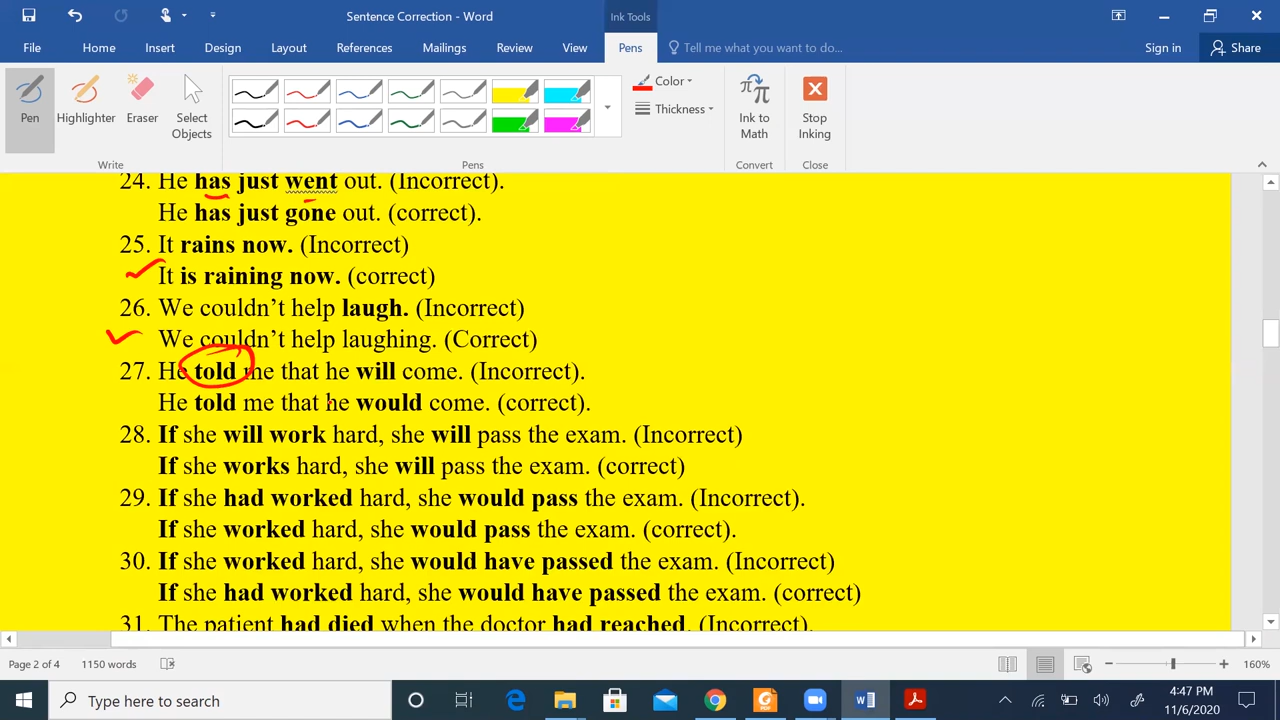 Sentence Correction - Word
Ink Tools
File Home Insert Design Layout References Mailings Review View Pens Tell me what you want to do... Sign in Share
Pen
Highlighter
Eraser
Select Objects
Color
Thickness
Ink to Math
Stop Inking
Write Pens Convert Close
24. He has just went out. (Incorrect).
He has just gone out. (correct).
25. It rains now. (Incorrect)
It is raining now. (correct)
26. We couldn't help laugh. (Incorrect)
We couldn't help laughing. (Correct)
27. He told me that he will come. (Incorrect).
He told me that he would come. (correct).
28. If she will work hard, she will pass the exam. (Incorrect)
If she works hard, she will pass the exam. (correct)
29. If she had worked hard, she would pass the exam. (Incorrect).
If she worked hard, she would pass the exam. (correct).
30. If she worked hard, she would have passed the exam. (Incorrect)
If she had worked hard, she would have passed the exam. (correct)
31. The patient had died when the doctor had reached. (Incorrect).
Page 2 of 4 1150 words 160%
Type here to search
4:47 PM
11/6/2020